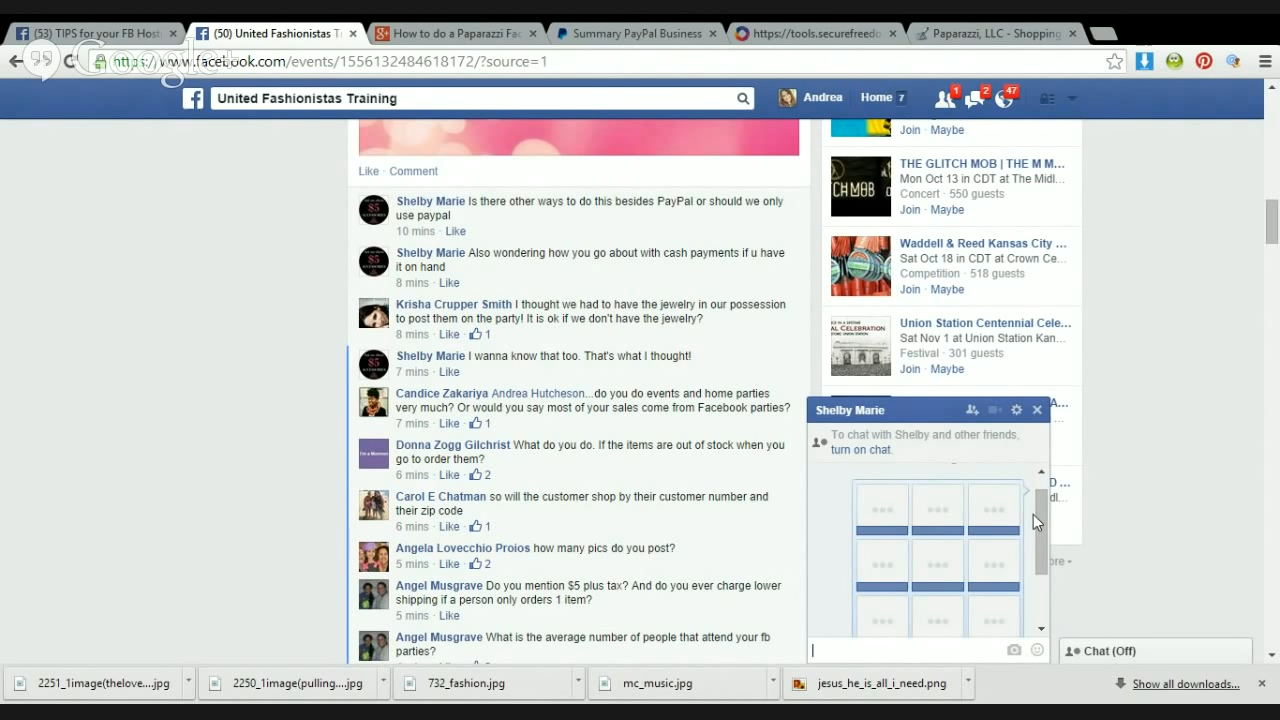 (53) TIPS for your FB Host
(50) United Fashionistas T
How to do a Paparazzi Fa
Summary PayPal Business
https://tools.securefreedo
Paparazzi, LLC - Shopping
Google+
https://www.facebook.com/events/1556132484618172/?source=1
United Fashionistas Training
Andrea
Home 7
1
2
47
Like · Comment
Shelby Marie Is there other ways to do this besides PayPal or should we only
use paypal
10 mins · Like
Shelby Marie Also wondering how you go about with cash payments if u have
it on hand
8 mins · Like
Krisha Crupper Smith I thought we had to have the jewelry in our possession
to post them on the party! It is ok if we don't have the jewelry?
8 mins · Like · 1
Shelby Marie I wanna know that too. That's what I thought!
7 mins · Like
Candice Zakariya Andrea Hutcheson...do you do events and home parties
very much? Or would you say most of your sales come from Facebook parties?
7 mins · Like · 1
Donna Zogg Gilchrist What do you do. If the items are out of stock when you
go to order them?
6 mins · Like · 2
Carol E Chatman so will the customer shop by their customer number and
their zip code
6 mins · Like · 1
Angela Lovecchio Proios how many pics do you post?
5 mins · Like · 2
Angel Musgrave Do you mention $5 plus tax? And do you ever charge lower
shipping if a person only orders 1 item?
5 mins · Like
Angel Musgrave What is the average number of people that attend your fb
parties?
Join · Maybe
THE GLITCH MOB | THE M M...
Mon Oct 13 in CDT at The Midl...
Concert · 550 guests
Join · Maybe
Waddell & Reed Kansas City ...
Sat Oct 18 in CDT at Crown Ce...
Competition · 518 guests
Join · Maybe
Union Station Centennial Cele...
Sat Nov 1 at Union Station Kan...
Festival · 301 guests
Join · Maybe
Shelby Marie
To chat with Shelby and other friends,
turn on chat.
Chat (Off)
2251_1image(thelove....jpg
2250_1image(pulling....jpg
732_fashion.jpg
mc_music.jpg
jesus_he_is_all_i_need.png
Show all downloads...